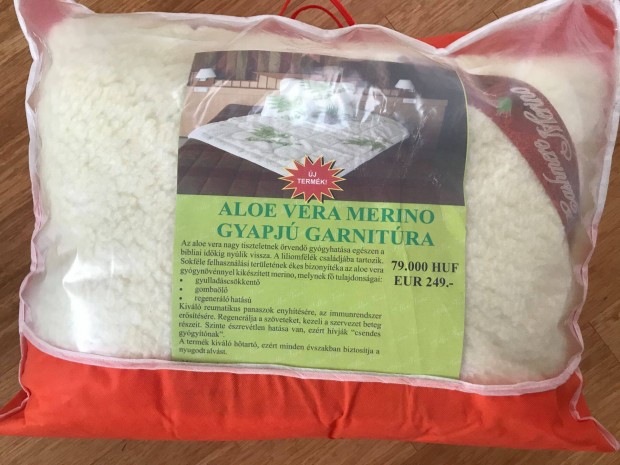 ÚJ
TERMÉK!
Cashmero Merino
ALOE VERA MERINO
GYAPJÚ GARNITÚRA
Az aloe vera nagy tiszteletnek örvendő gyógyhatása egészen a
bibliai időkig nyúlik vissza. A liliomfélék családjába tartozik.
Sokféle felhasználási területének ékes bizonyítéka az aloe vera
gyógynövénnyel kikészített merino, melynek fő tulajdonságai:
• gyulladáscsökkentő
• gombaölő
• regeneráló hatású
Kiváló reumatikus panaszok enyhítésére, az immunrendszer
erősítésére. Regenerálja a szöveteket, kezeli a szervezet beteg
részeit. Szinte észrevétlen hatása van, ezért hívják "csendes
gyógyítónak".
A termék kiváló hőtartó, ezért minden évszakban biztosítja a
nyugodt alvást.
79.000 HUF
EUR 249.-